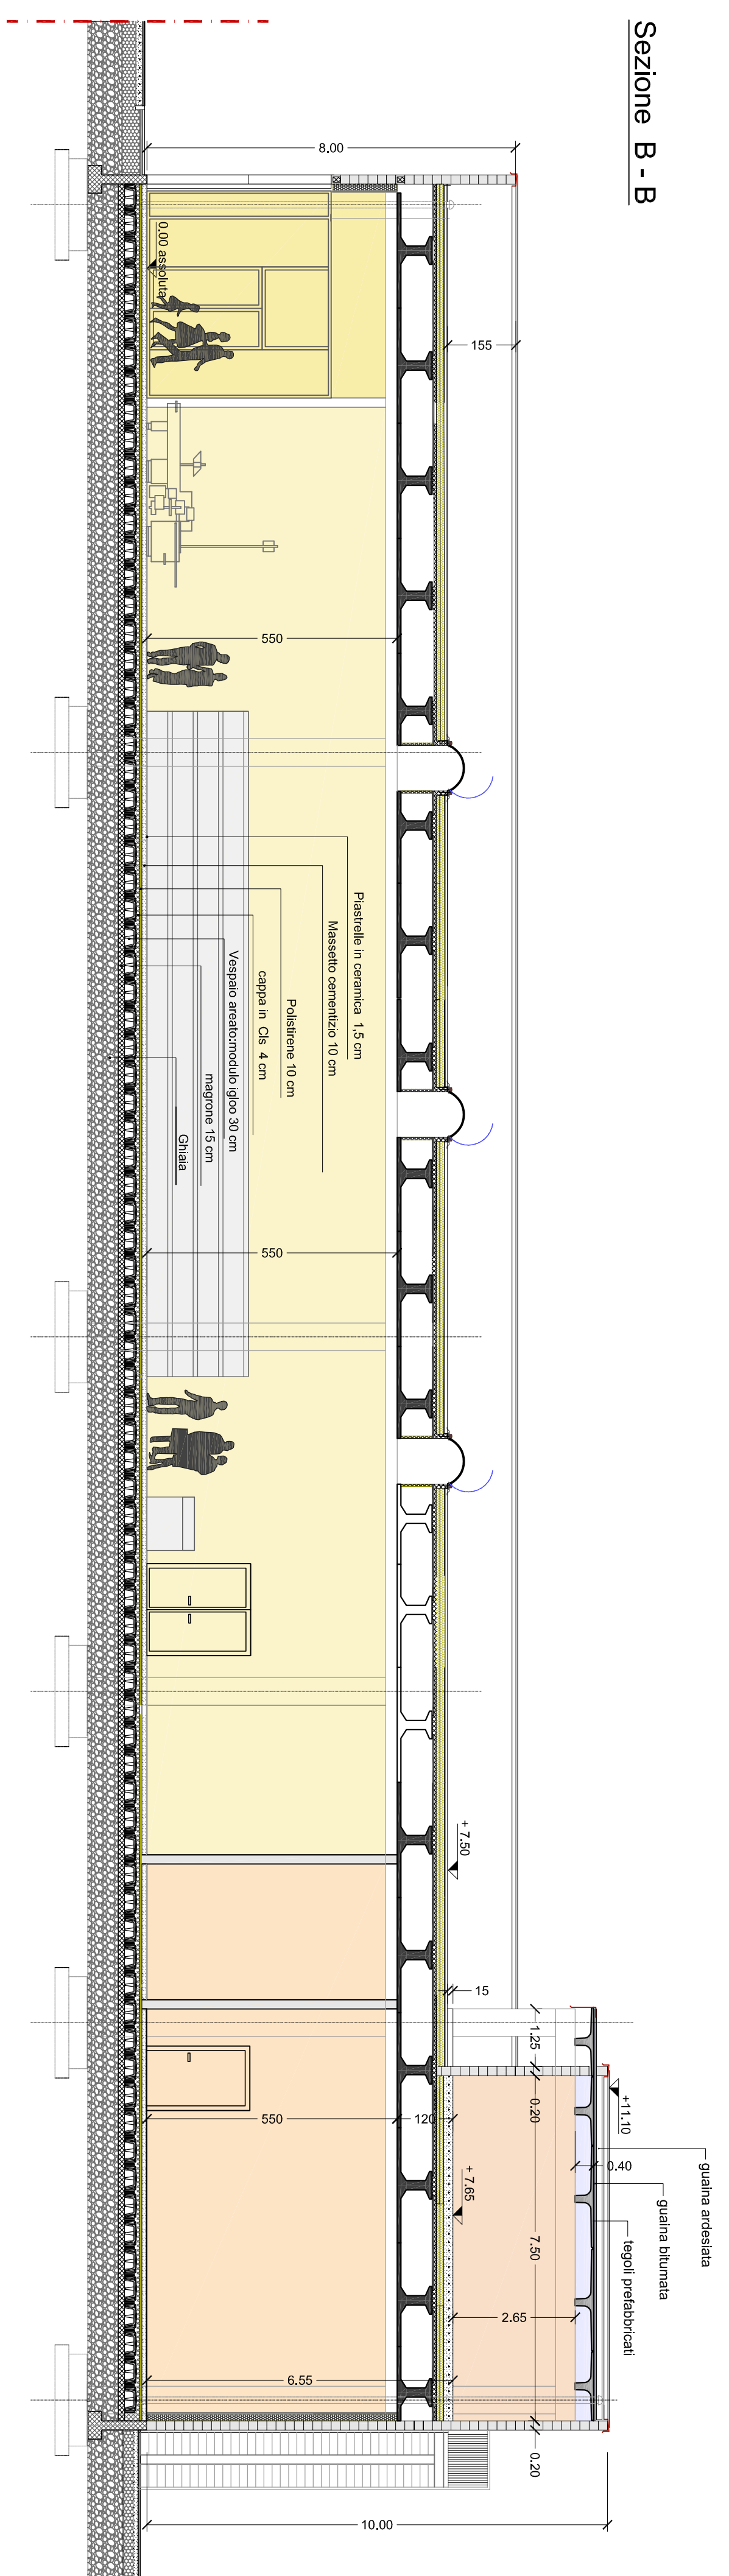 Sezione B - B
8.00
155
0.00 assoluta
550
Piastrelle in ceramica 1,5 cm
Massetto cementizio 10 cm
Polistirene 10 cm
cappa in Cls 4 cm
Vespaio areato:modulo igloo 30 cm
magrone 15 cm
Ghiaia
550
+ 7.50
15
1.25
0.20
+11.10
0.40
guaina ardesiata
guaina bitumata
tegoli prefabbricati
550
120
+ 7.65
7.50
2.65
6.55
0.20
10.00